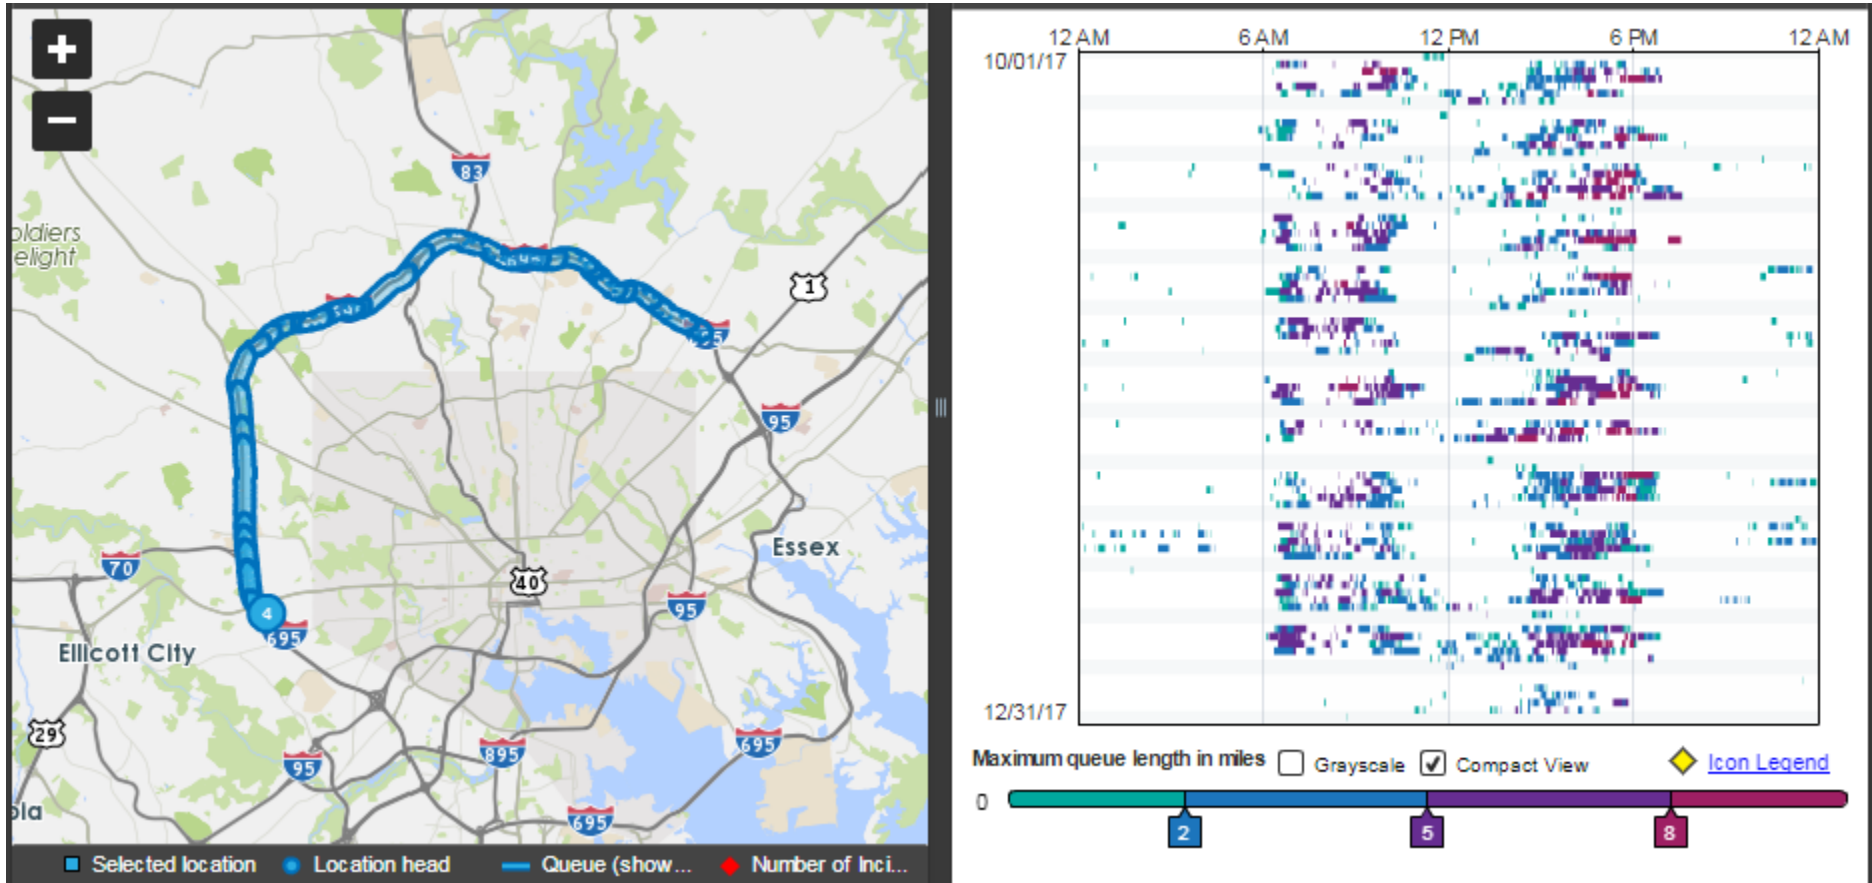 83
oldiers
elight
1
95
70
Essex
40
95
4
695
Ellicott City
29
95
895
695
695
ola
Selected location
Location head
Queue (show...
Number of Inci...
12 AM 6 AM 12 PM 6 PM 12 AM
10/01/17
12/31/17
Maximum queue length in miles Grayscale Compact View Icon Legend
0
2 5 8